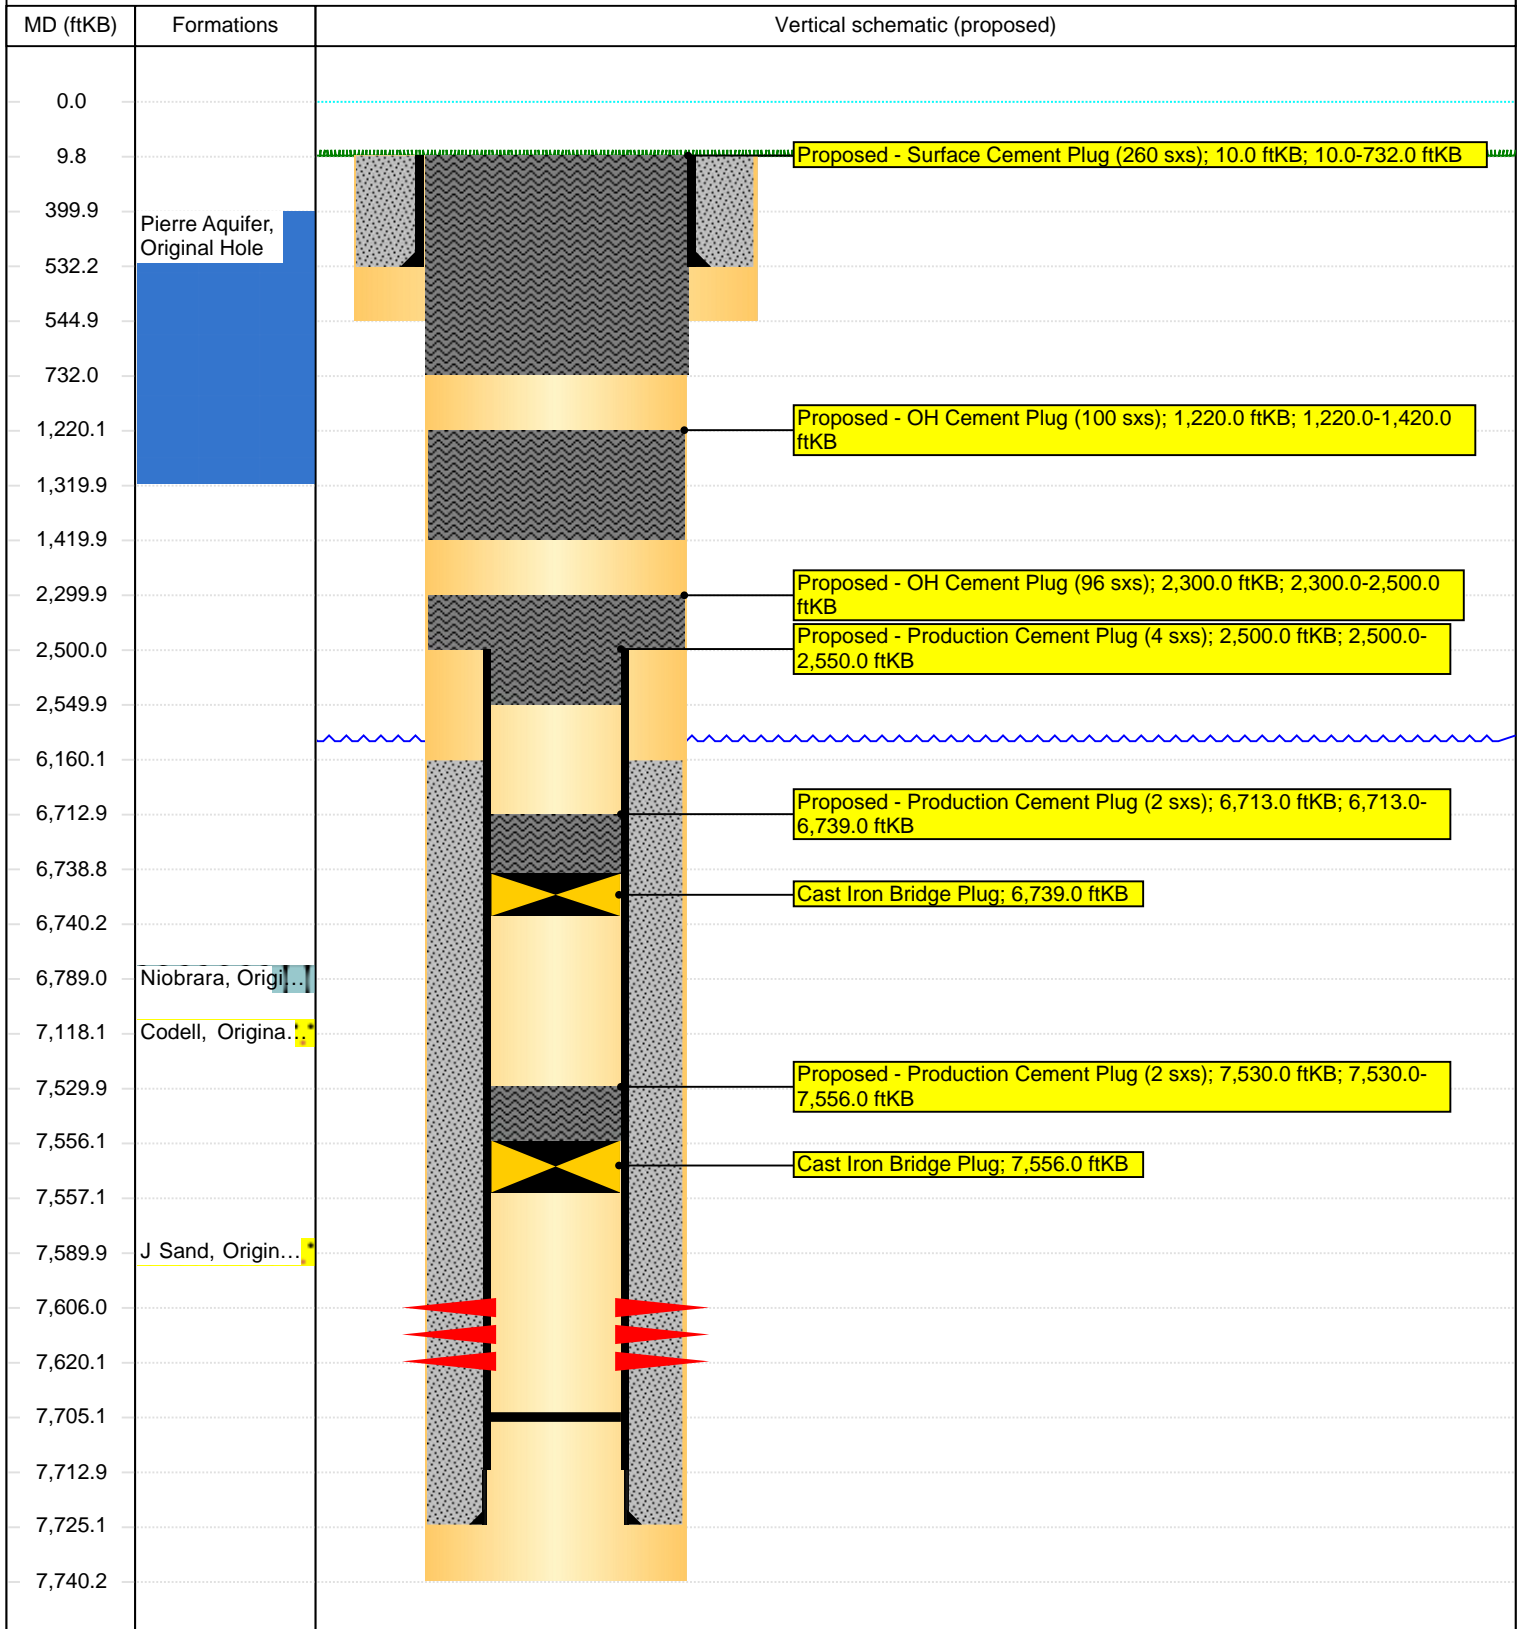 MD (ftKB) Formations Vertical schematic (proposed)
0.0
9.8
Proposed - Surface Cement Plug (260 sxs); 10.0 ftKB; 10.0-732.0 ftKB
399.9
Pierre Aquifer,
Original Hole
532.2
544.9
732.0
Proposed - OH Cement Plug (100 sxs); 1,220.0 ftKB; 1,220.0-1,420.0
ftKB
1,220.1
1,319.9
1,419.9
Proposed - OH Cement Plug (96 sxs); 2,300.0 ftKB; 2,300.0-2,500.0
ftKB
2,299.9
Proposed - Production Cement Plug (4 sxs); 2,500.0 ftKB; 2,500.0-
2,550.0 ftKB
2,500.0
2,549.9
6,160.1
Proposed - Production Cement Plug (2 sxs); 6,713.0 ftKB; 6,713.0-
6,739.0 ftKB
6,712.9
6,738.8
Cast Iron Bridge Plug; 6,739.0 ftKB
6,740.2
6,789.0 Niobrara, Origi...
7,118.1 Codell, Origina...
Proposed - Production Cement Plug (2 sxs); 7,530.0 ftKB; 7,530.0-
7,556.0 ftKB
7,529.9
7,556.1
Cast Iron Bridge Plug; 7,556.0 ftKB
7,557.1
7,589.9 J Sand, Origin...
7,606.0
7,620.1
7,705.1
7,712.9
7,725.1
7,740.2